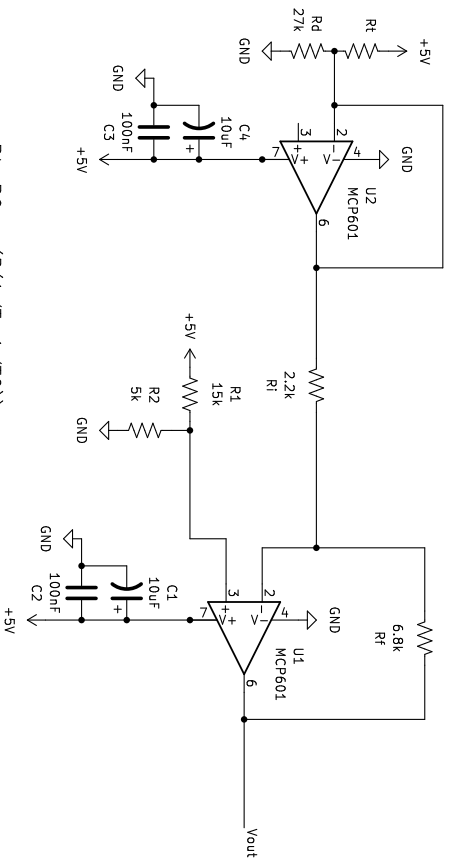 +5V
Rt
Rd
27k
GND
GND
4
2
V-
3
V+
7
6
U2
MCP601
C4
10uF
100nF
C3
GND
+5V
2.2k
Ri
+5V
R1
15k
R2
5k
GND
6.8k
Rf
GND
4
2
V-
3
V+
7
6
U1
MCP601
C1
10uF
100nF
C2
GND
+5V
Vout